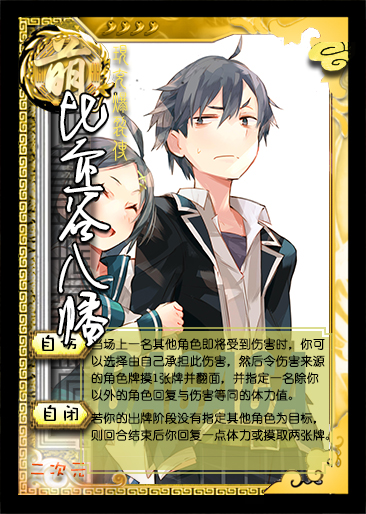 萌
比企谷八幡
自
当场上一名其他角色即将受到伤害时，你可
以选择由自己承担此伤害，然后令伤害来源
的角色牌摸1张牌并翻面，并指定一名除你
以外的角色回复与伤害等同的体力值。
自闭
若你的出牌阶段没有指定其他角色为目标，
则回合结束后你回复一点体力或摸取两张牌。
二次元